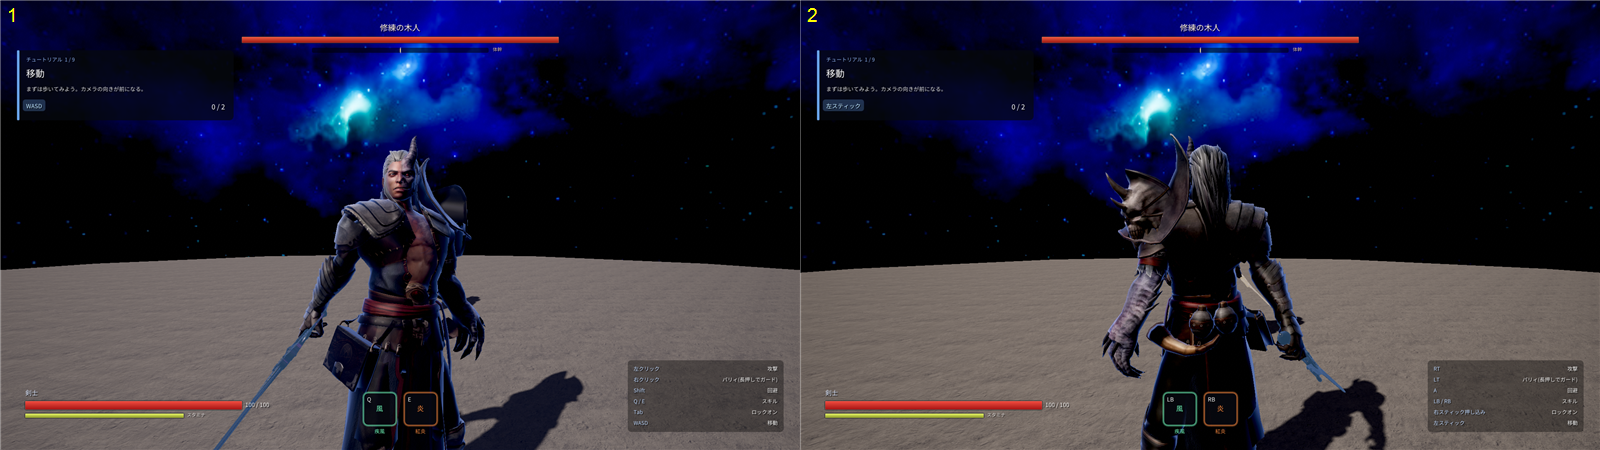 1
修練の木人
体幹
チュートリアル 1/9
移動
まずは歩いてみよう。カメラの向きが前になる。
WASD
0 / 2
剣士
100 / 100
スタミナ
Q
風
疾風
E
炎
紅炎
左クリック 攻撃
右クリック パリィ(長押しでガード)
Shift 回避
Q / E スキル
Tab ロックオン
WASD 移動
2
修練の木人
体幹
チュートリアル 1/9
移動
まずは歩いてみよう。カメラの向きが前になる。
左スティック
0 / 2
剣士
100 / 100
スタミナ
LB
風
疾風
RB
炎
紅炎
RT 攻撃
LT パリィ(長押しでガード)
A 回避
LB / RB スキル
右スティック押し込み ロックオン
左スティック 移動